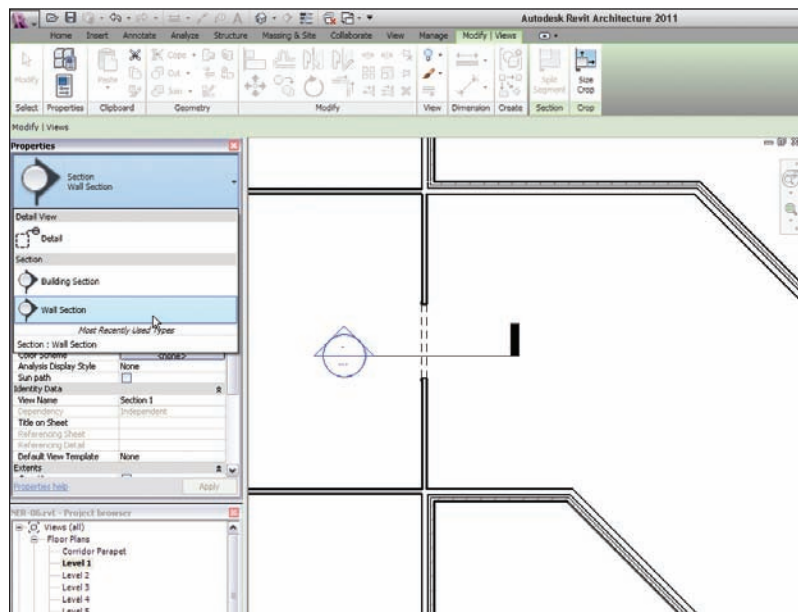 Autodesk Revit Architecture 2011
Home Insert Annotate Analyze Structure Massing & Site Collaborate View Manage Modify | Views
Modify Paste Cope Cut Join Split Segment Size Crop
Select Properties Clipboard Geometry Modify View Dimension Create Section Crop
Modify | Views
Properties
Section
Wall Section
Detail View
Detail
Section
Building Section
Wall Section
Most Recently Used Types
Section : Wall Section
Color Scheme <none>
Analysis Display Style None
Sun path
Identity Data
View Name Section 1
Dependency Independent
Title on Sheet
Referencing Sheet
Referencing Detail
Default View Template None
Extents
Properties help Apply
Project browser
Views (all)
Floor Plans
Corridor Parapet
Level 1
Level 2
Level 3
Level 4
Level 5